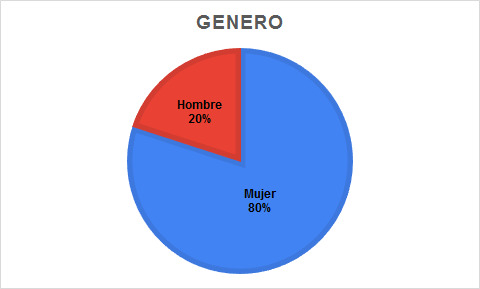 GENERO
Hombre
20%
Mujer
80%